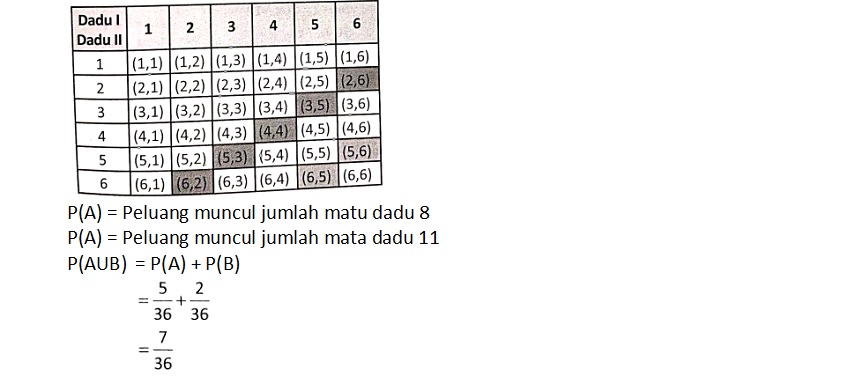 Dadu I 1 2 3 4 5 6
Dadu II
1 (1,1) (1,2) (1,3) (1,4) (1,5) (1,6)
2 (2,1) (2,2) (2,3) (2,4) (2,5) (2,6)
3 (3,1) (3,2) (3,3) (3,4) (3,5) (3,6)
4 (4,1) (4,2) (4,3) (4,4) (4,5) (4,6)
5 (5,1) (5,2) (5,3) (5,4) (5,5) (5,6)
6 (6,1) (6,2) (6,3) (6,4) (6,5) (6,6)
P(A) = Peluang muncul jumlah matu dadu 8
P(A) = Peluang muncul jumlah mata dadu 11
P(AUB) = P(A) + P(B)
= 5/36 + 2/36
= 7/36